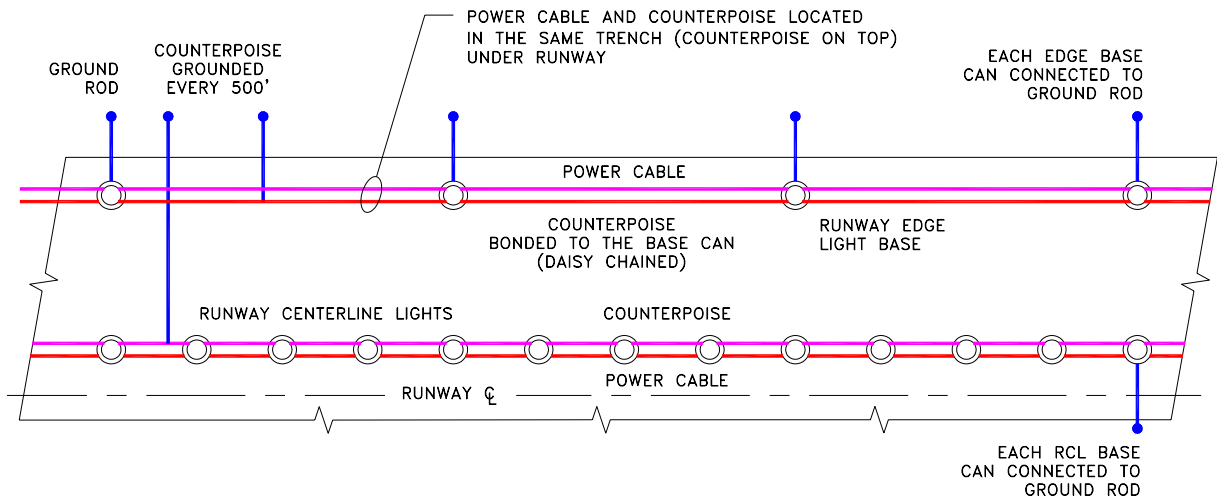 POWER CABLE AND COUNTERPOISE LOCATED
IN THE SAME TRENCH (COUNTERPOISE ON TOP)
UNDER RUNWAY
COUNTERPOISE
GROUNDED
EVERY 500'
GROUND
ROD
EACH EDGE BASE
CAN CONNECTED TO
GROUND ROD
POWER CABLE
COUNTERPOISE
BONDED TO THE BASE CAN
(DAISY CHAINED)
RUNWAY EDGE
LIGHT BASE
RUNWAY CENTERLINE LIGHTS
COUNTERPOISE
POWER CABLE
RUNWAY ℄
EACH RCL BASE
CAN CONNECTED TO
GROUND ROD